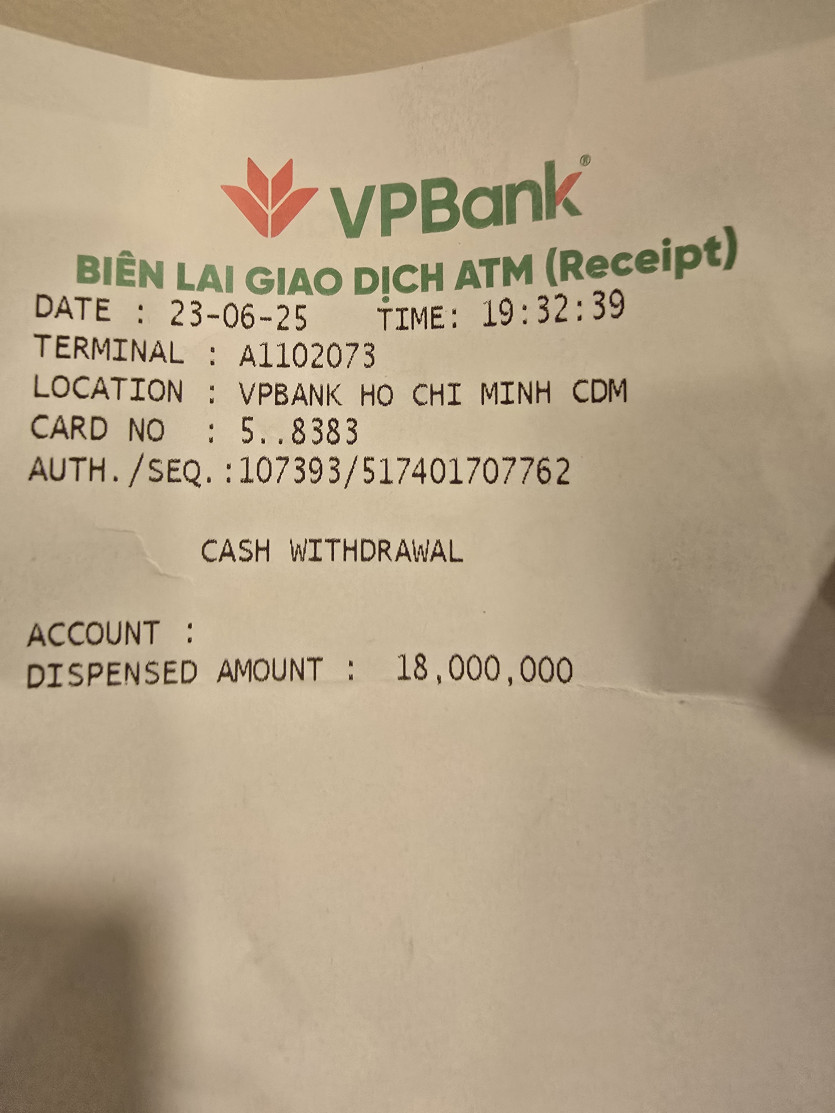 VPBank®
BIÊN LAI GIAO DỊCH ATM (Receipt)
DATE : 23-06-25 TIME: 19:32:39
TERMINAL : A1102073
LOCATION : VPBANK HO CHI MINH CDM
CARD NO : 5..8383
AUTH./SEQ.:107393/517401707762
CASH WITHDRAWAL
ACCOUNT :
DISPENSED AMOUNT : 18,000,000